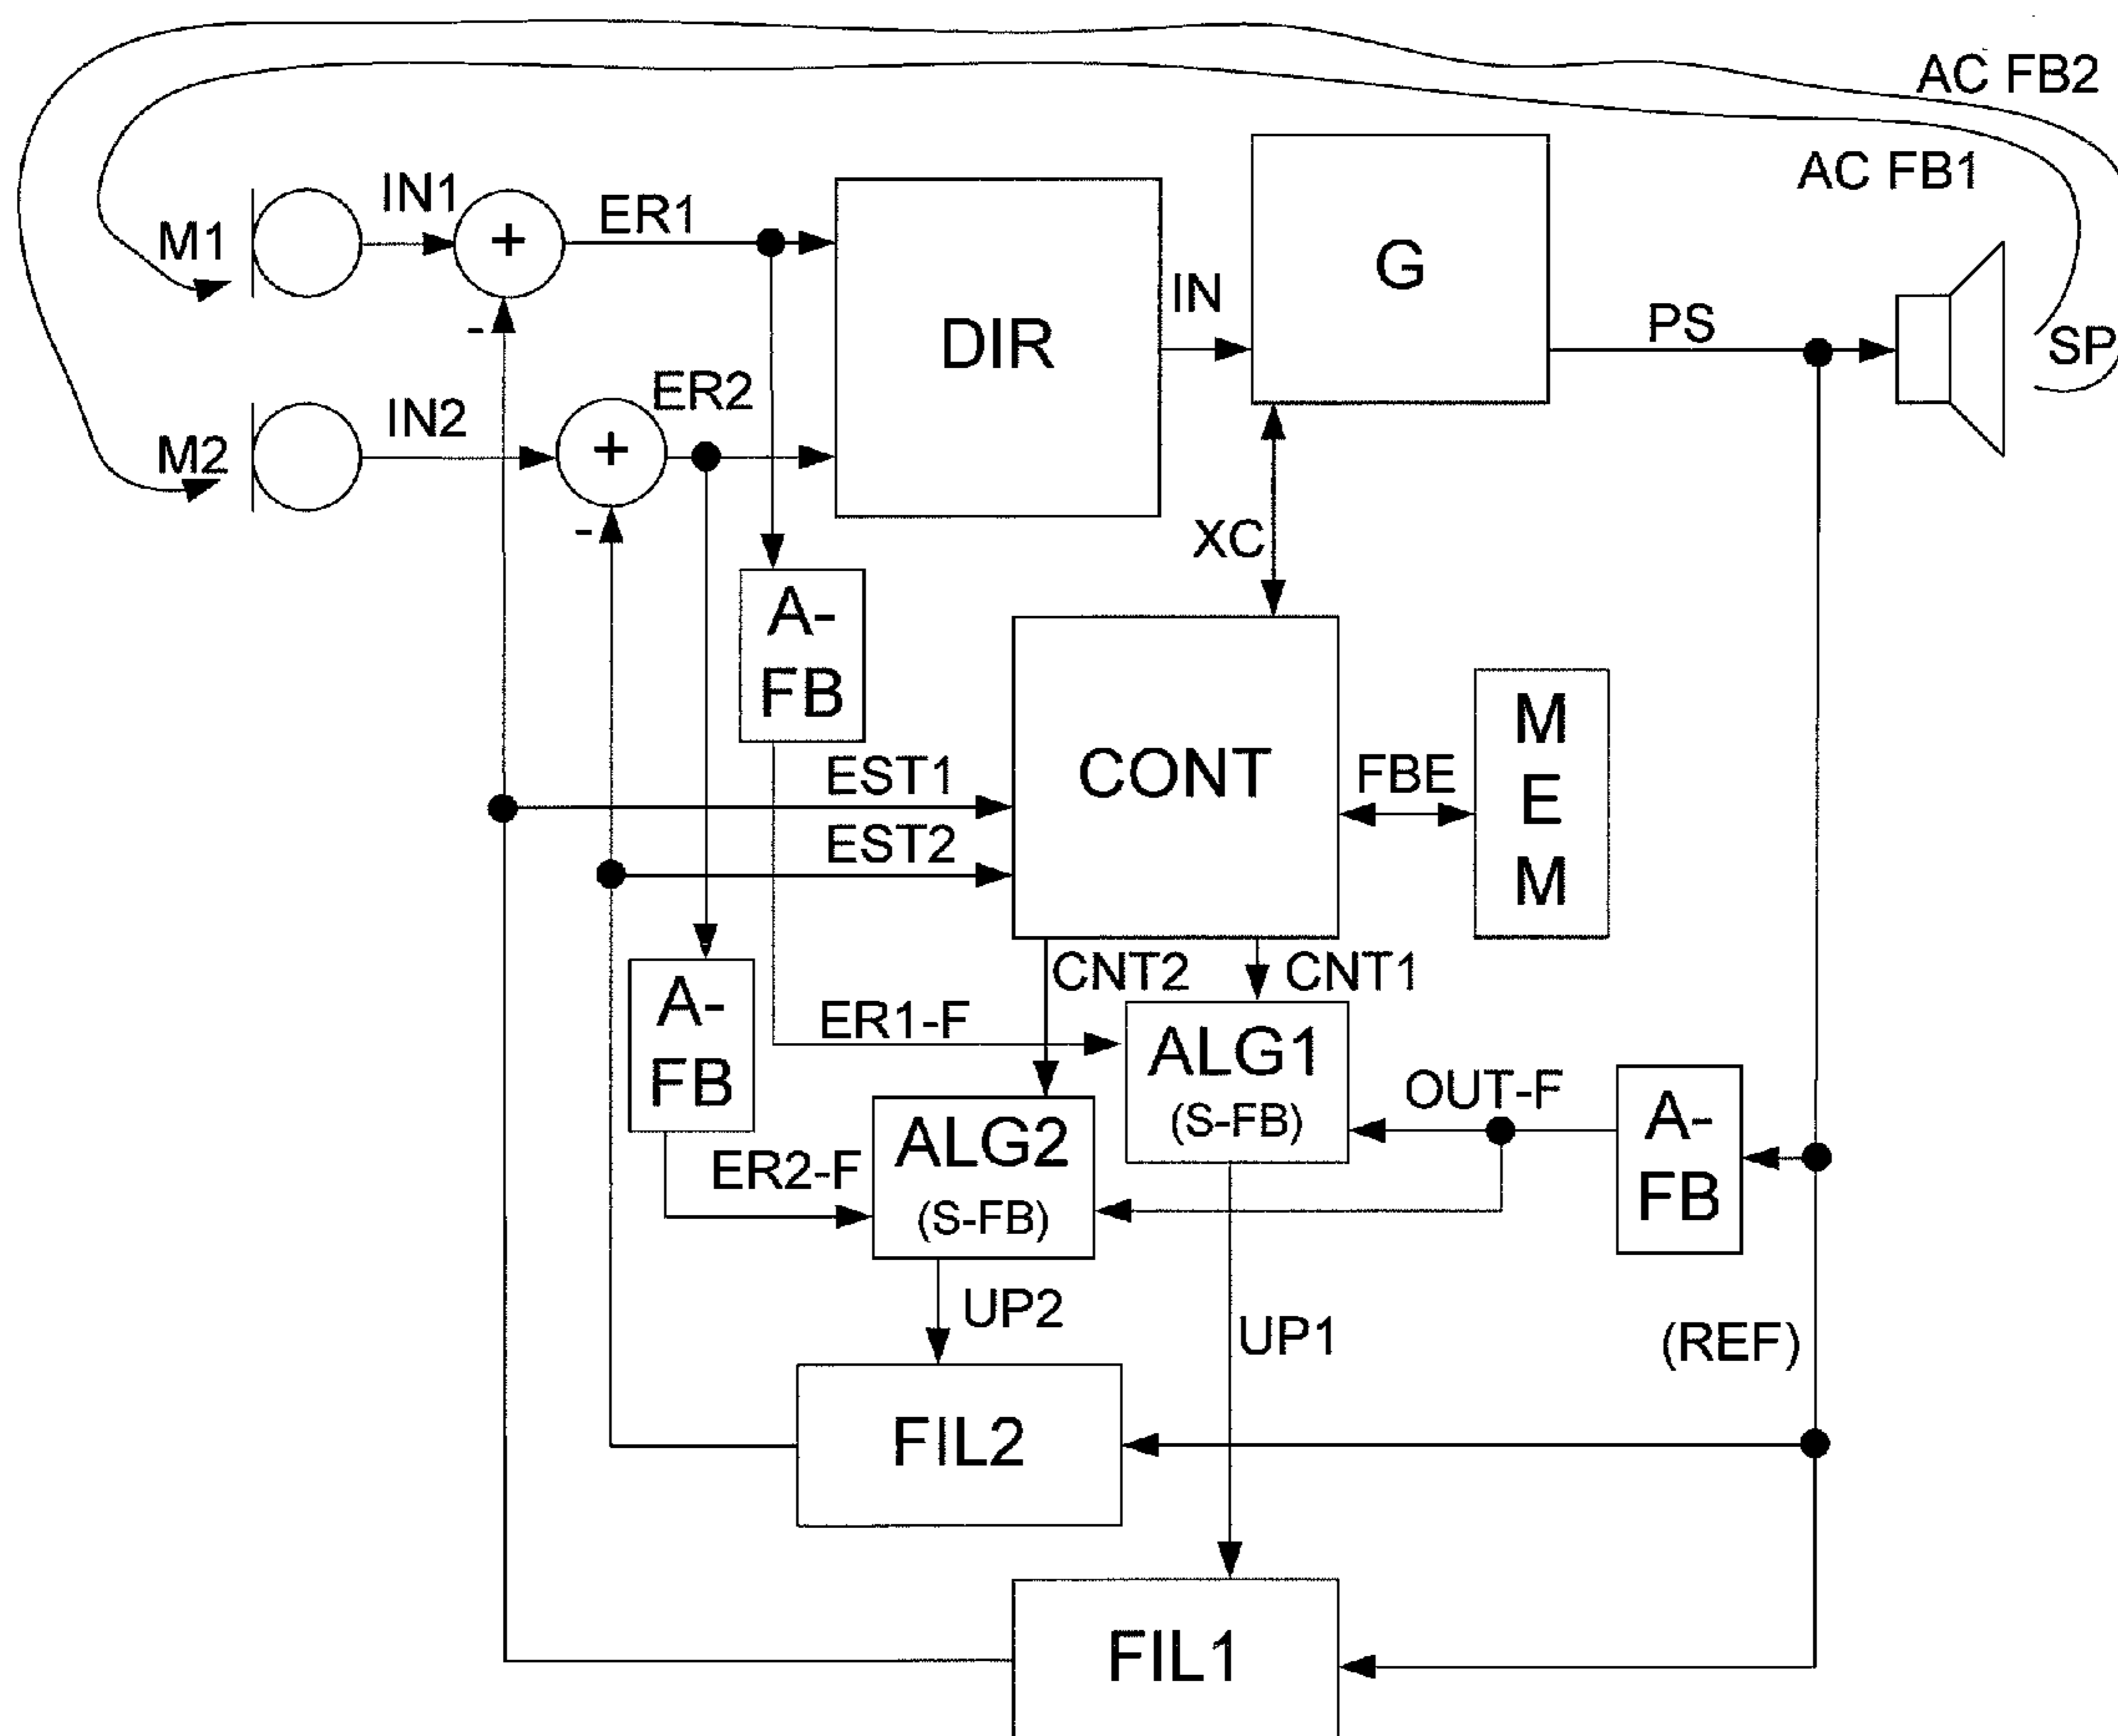 AC FB2
AC FB1
M1
IN1
+
-
ER1
DIR
IN
G
PS
SP
M2
IN2
+
-
ER2
XC
A-
FB
EST1
EST2
CONT
FBE
M
E
M
CNT2
CNT1
A-
FB
ER1-F
ALG1
(S-FB)
OUT-F
A-
FB
ER2-F
ALG2
(S-FB)
UP2
UP1
(REF)
FIL2
FIL1